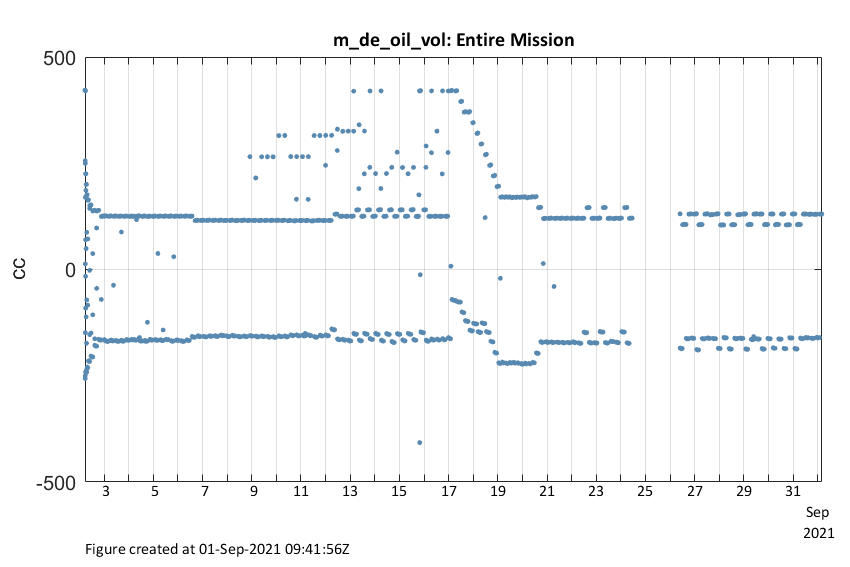 m_de_oil_vol: Entire Mission
500
0
-500
CC
3 5 7 9 11 13 15 17 19 21 23 25 27 29 31
Sep
2021
Figure created at 01-Sep-2021 09:41:56Z